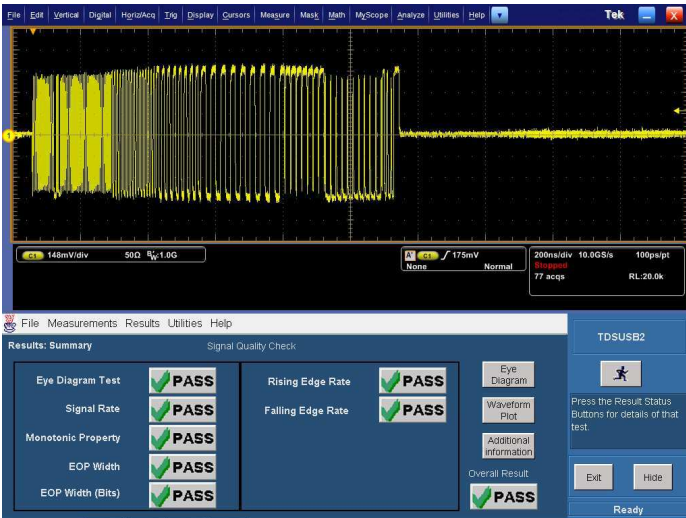 File Edit Vertical Digital Horiz/Acq Trig Display Cursors Measure Mask Math MyScope Analyze Utilities Help Tek X
1
C1 148mV/div 50Ω BW:1.0G
A' C1 175mV
None Normal
200ns/div 10.0GS/s 100ps/pt
Stopped
77 acqs RL:20.0k
File Measurements Results Utilities Help
Results: Summary Signal Quality Check
Eye Diagram Test PASS
Signal Rate PASS
Monotonic Property PASS
EOP Width PASS
EOP Width (Bits) PASS
Rising Edge Rate PASS
Falling Edge Rate PASS
Eye
Diagram
Waveform
Plot
Additional
information
Overall Result
PASS
TDSUSB2
Press the Result Status
Buttons for details of that
test.
Exit Hide
Ready